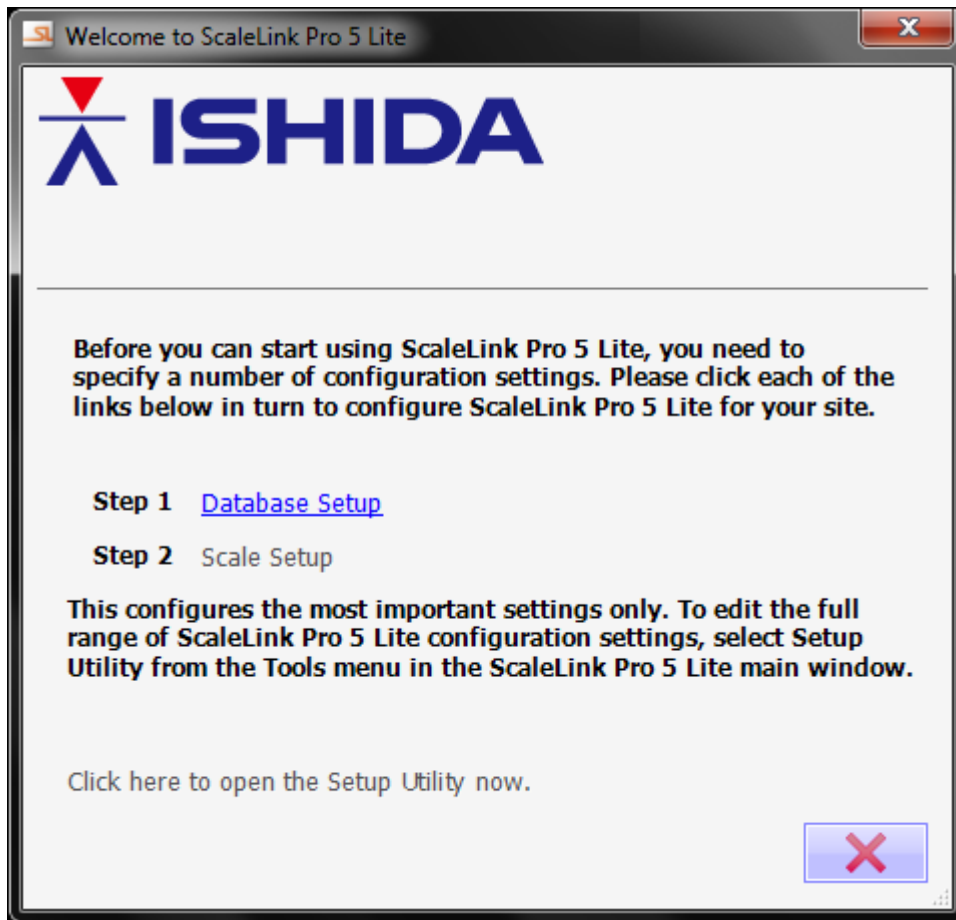 Welcome to ScaleLink Pro 5 Lite
ISHIDA
Before you can start using ScaleLink Pro 5 Lite, you need to
specify a number of configuration settings. Please click each of the
links below in turn to configure ScaleLink Pro 5 Lite for your site.
Step 1 Database Setup
Step 2 Scale Setup
This configures the most important settings only. To edit the full
range of ScaleLink Pro 5 Lite configuration settings, select Setup
Utility from the Tools menu in the ScaleLink Pro 5 Lite main window.
Click here to open the Setup Utility now.